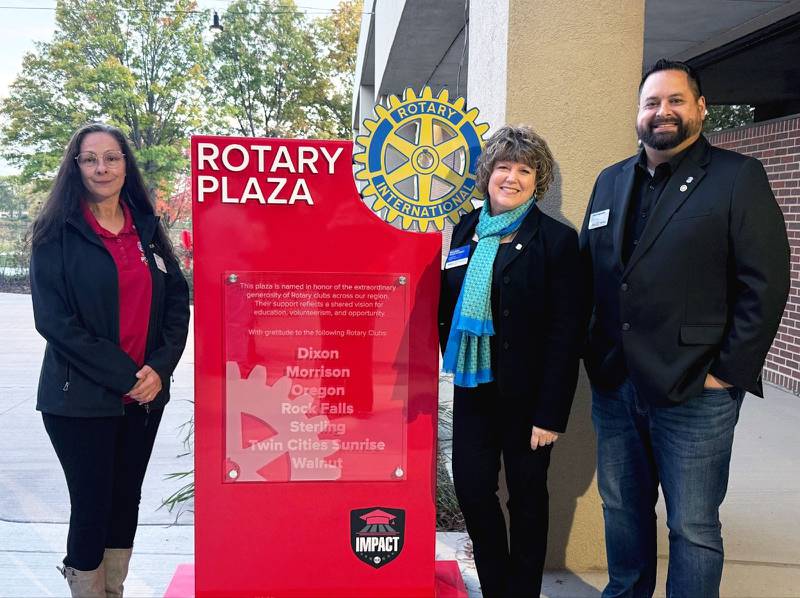 ROTARY
PLAZA
ROTARY
INTERNATIONAL
This plaza is named in honor of the extraordinary
generosity of Rotary clubs across our region.
Their support reflects a shared vision for
education, volunteerism, and opportunity.
With gratitude to the following Rotary Clubs:
Dixon
Morrison
Oregon
Rock Falls
Sterling
Twin Cities Sunrise
Walnut
IMPACT